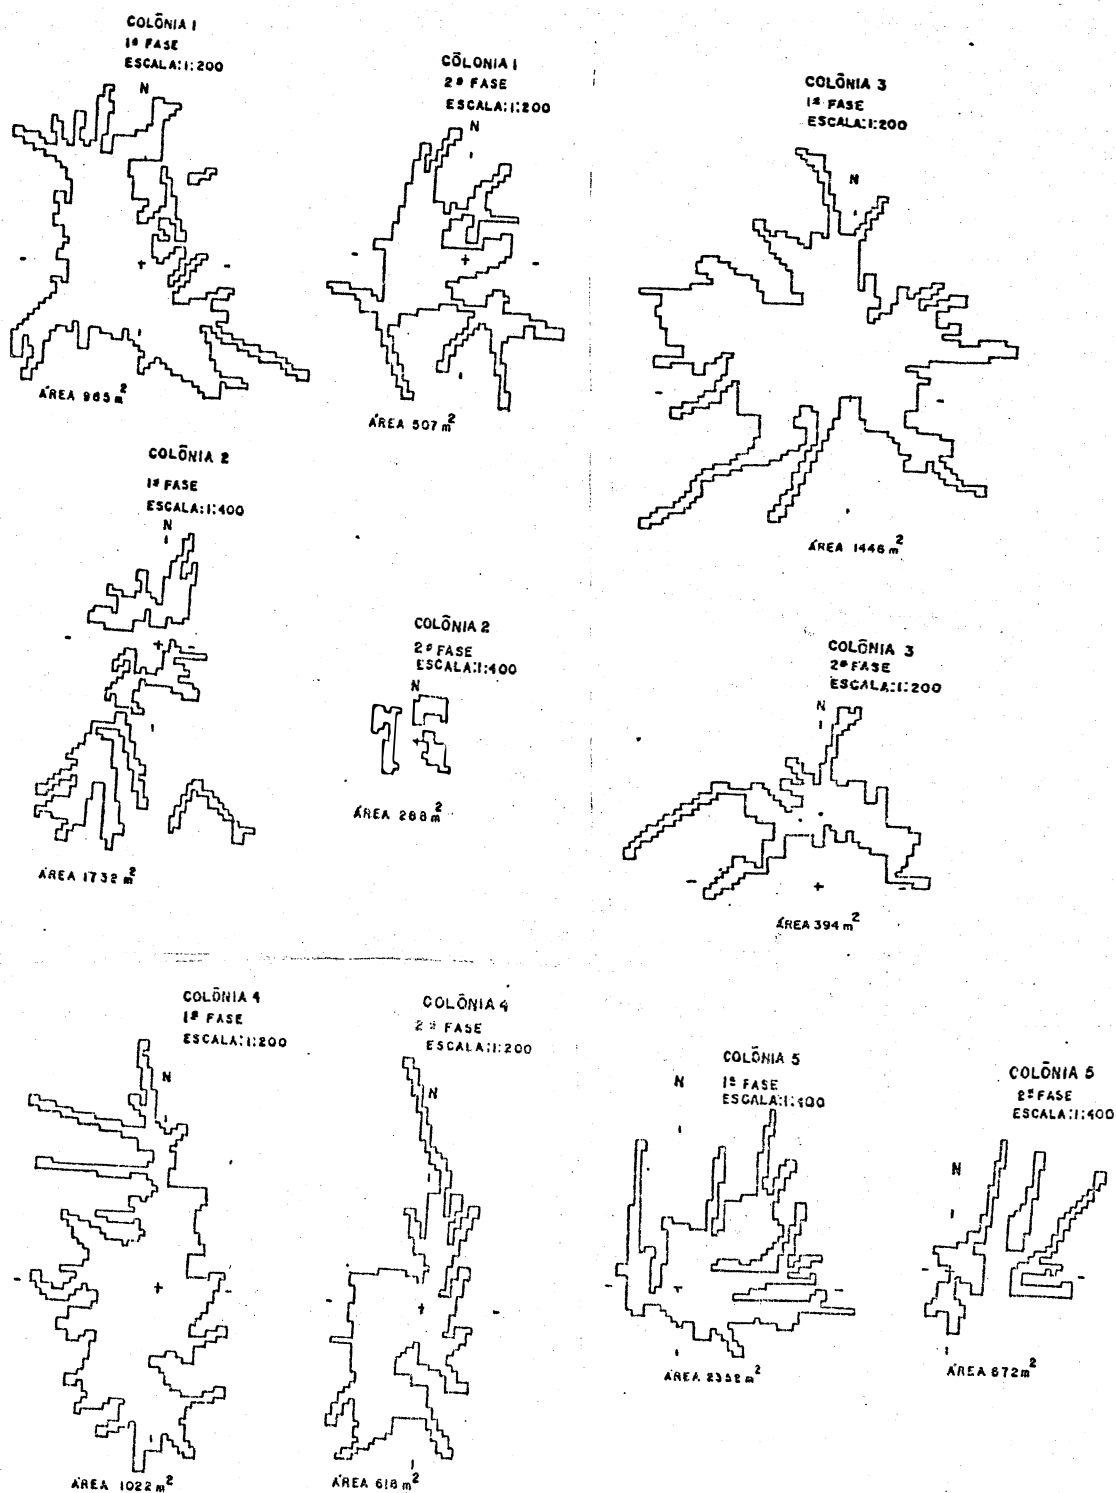 COLÔNIA 1
1ª FASE
ESCALA:1:200
N
ÁREA 965 m²
CÔLONIA 1
2ª FASE
ESCALA:1:200
N
ÁREA 507 m²
COLÔNIA 3
1ª FASE
ESCALA:1:200
N
ÁREA 1446 m²
COLÔNIA 2
1ª FASE
ESCALA:1:400
N
ÁREA 1732 m²
COLÔNIA 2
2ª FASE
ESCALA:1:400
N
ÁREA 288 m²
COLÔNIA 3
2ª FASE
ESCALA:1:200
N
ÁREA 394 m²
COLÔNIA 4
1ª FASE
ESCALA:1:200
N
ÁREA 1022 m²
COLÔNIA 4
2ª FASE
ESCALA:1:200
N
ÁREA 618 m²
COLÔNIA 5
1ª FASE
ESCALA:1:400
N
ÁREA 2352 m²
COLÔNIA 5
2ª FASE
ESCALA:1:400
N
ÁREA 672 m²